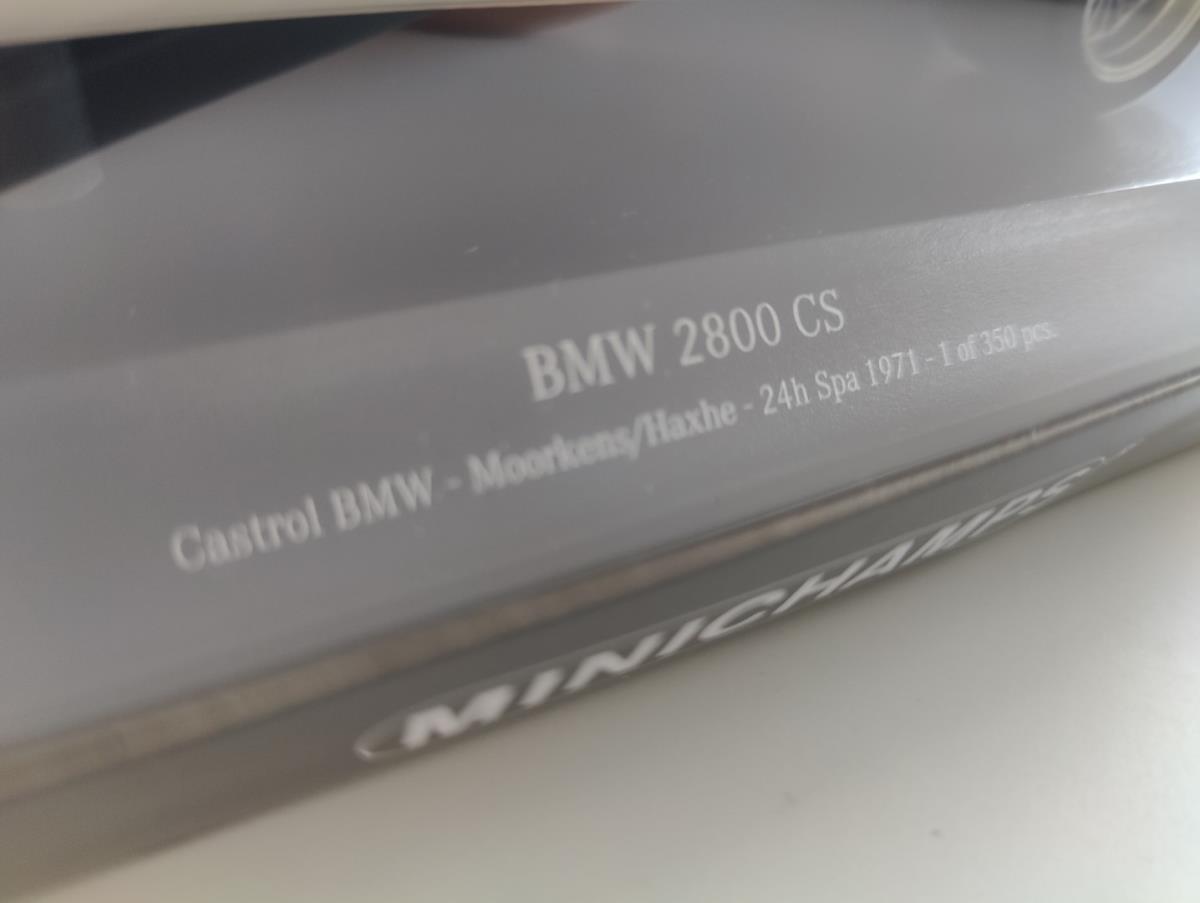 BMW 2800 CS
Castrol BMW - Moorkens/Haxhe - 24h Spa 1971 - 1 of 350 pcs.
MINICHAMPS